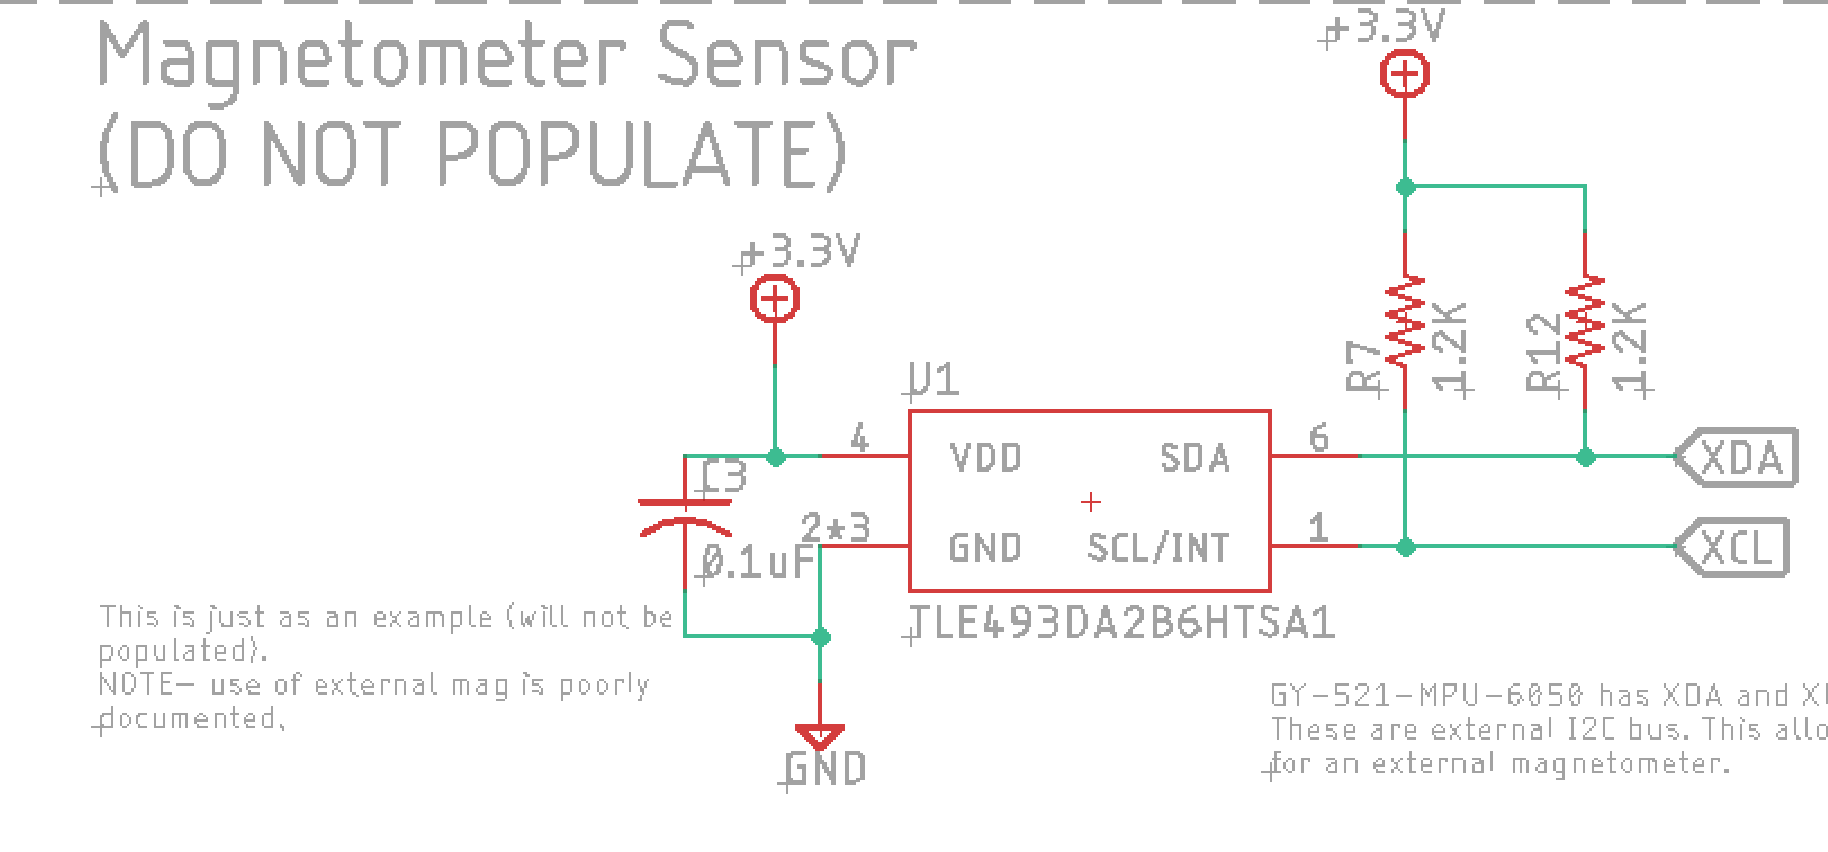 Magnetometer Sensor
(DO NOT POPULATE)
+3.3V
+3.3V
R7
1.2K
R12
1.2K
U1
4
VDD
SDA
6
XDA
C3
0.1uF
2*3
GND
SCL/INT
1
XCL
TLE493DA2B6HTSA1
GND
This is just as an example (will not be
populated).
NOTE- use of external mag is poorly
documented,
GY-521-MPU-6050 has XDA and
These are external I2C bus. This allo
for an external magnetometer.